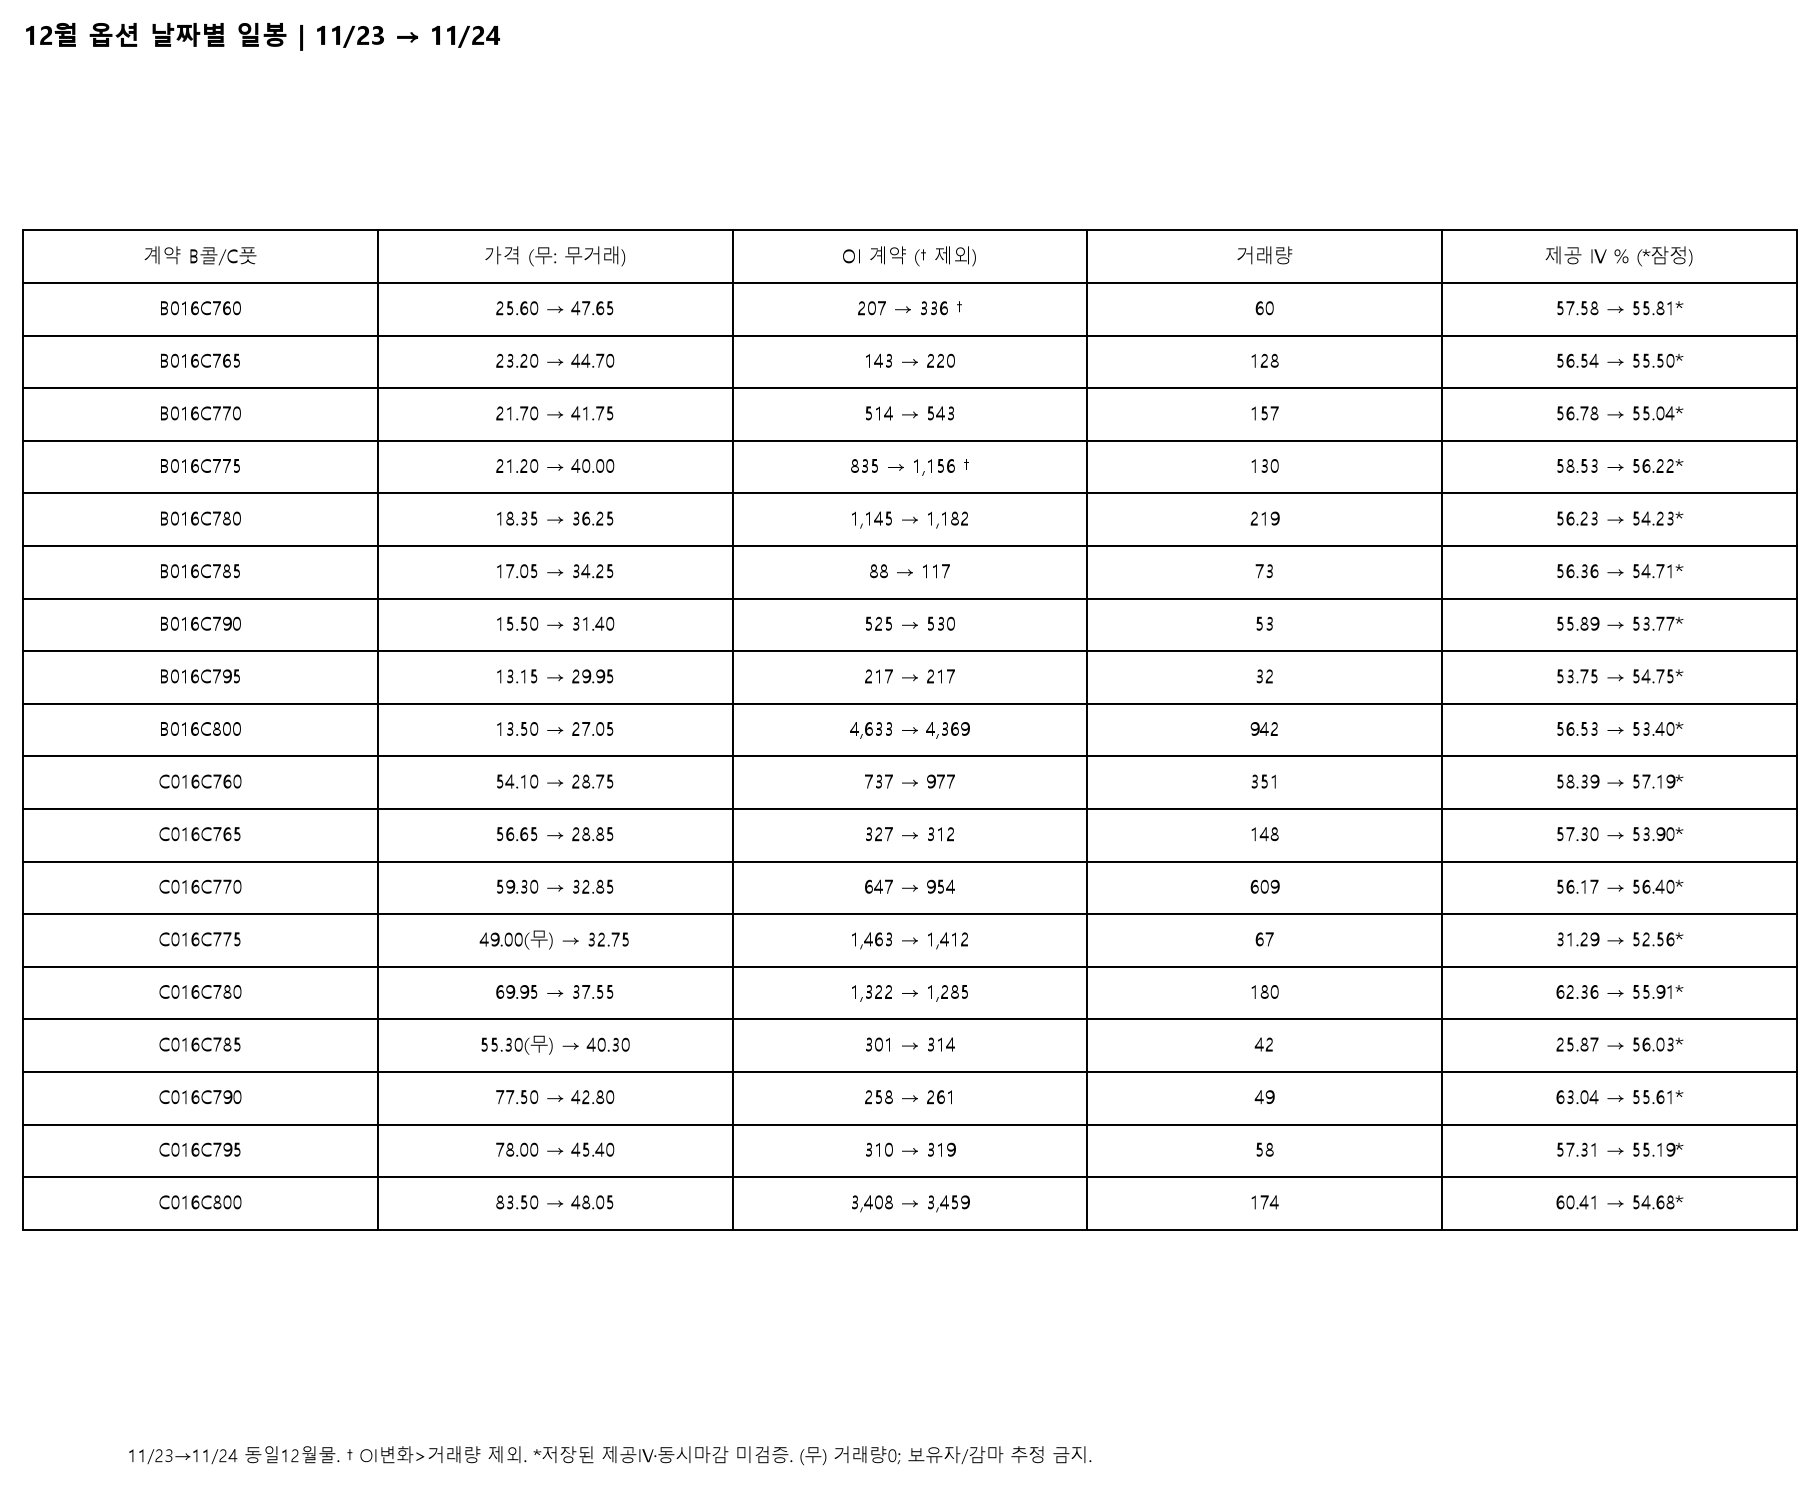 12월 옵션 날짜별 일봉 | 11/23 → 11/24
계약 B콜/C풋 가격 (무: 무거래) OI 계약 († 제외) 거래량 제공 IV % (*잠정)
B016C760 25.60 → 47.65 207 → 336 † 60 57.58 → 55.81*
B016C765 23.20 → 44.70 143 → 220 128 56.54 → 55.50*
B016C770 21.70 → 41.75 514 → 543 157 56.78 → 55.04*
B016C775 21.20 → 40.00 835 → 1,156 † 130 58.53 → 56.22*
B016C780 18.35 → 36.25 1,145 → 1,182 219 56.23 → 54.23*
B016C785 17.05 → 34.25 88 → 117 73 56.36 → 54.71*
B016C790 15.50 → 31.40 525 → 530 53 55.89 → 53.77*
B016C795 13.15 → 29.95 217 → 217 32 53.75 → 54.75*
B016C800 13.50 → 27.05 4,633 → 4,369 942 56.53 → 53.40*
C016C760 54.10 → 28.75 737 → 977 351 58.39 → 57.19*
C016C765 56.65 → 28.85 327 → 312 148 57.30 → 53.90*
C016C770 59.30 → 32.85 647 → 954 609 56.17 → 56.40*
C016C775 49.00(무) → 32.75 1,463 → 1,412 67 31.29 → 52.56*
C016C780 69.95 → 37.55 1,322 → 1,285 180 62.36 → 55.91*
C016C785 55.30(무) → 40.30 301 → 314 42 25.87 → 56.03*
C016C790 77.50 → 42.80 258 → 261 49 63.04 → 55.61*
C016C795 78.00 → 45.40 310 → 319 58 57.31 → 55.19*
C016C800 83.50 → 48.05 3,408 → 3,459 174 60.41 → 54.68*
11/23→11/24 동일12월물. † OI변화>거래량 제외. *저장된 제공IV·동시마감 미검증. (무) 거래량0; 보유자/감마 추정 금지.